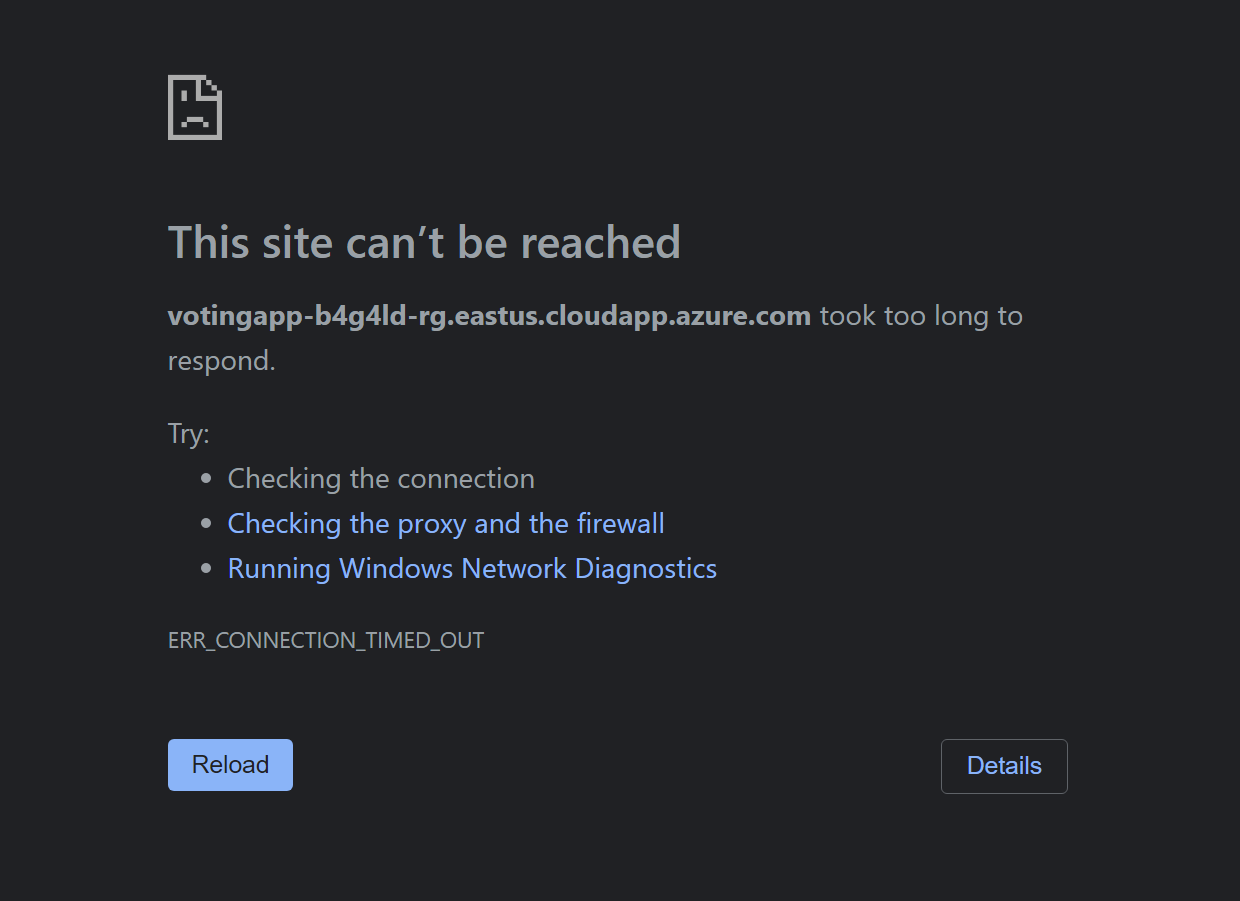 This site can’t be reached
votingapp-b4g4ld-rg.eastus.cloudapp.azure.com took too long to
respond.
Try:
Checking the connection
Checking the proxy and the firewall
Running Windows Network Diagnostics
ERR_CONNECTION_TIMED_OUT
Reload
Details